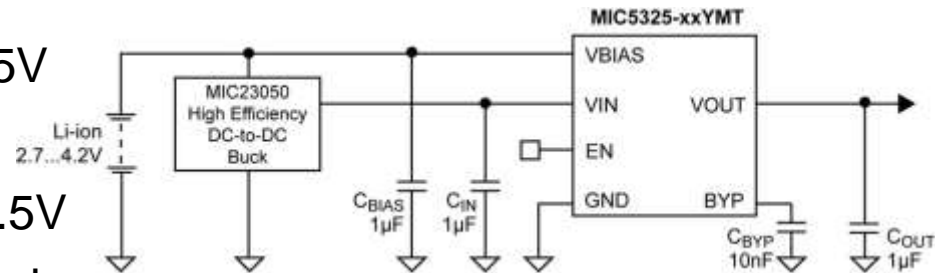 MIC5325-xxYMT
5V
VBIAS
MIC23050
High Efficiency
DC-to-DC
Buck
VIN
VOUT
Li-ion
2.7...4.2V
EN
.5V
GND
BYP
CBIAS
1µF
CIN
1µF
CBYP
10nF
COUT
1µF